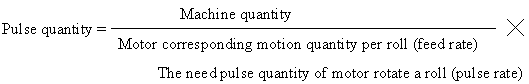 Machine quantity
Pulse quantity = ×
Motor corresponding motion quantity per roll (feed rate)
The need pulse quantity of motor rotate a roll (pulse rate)